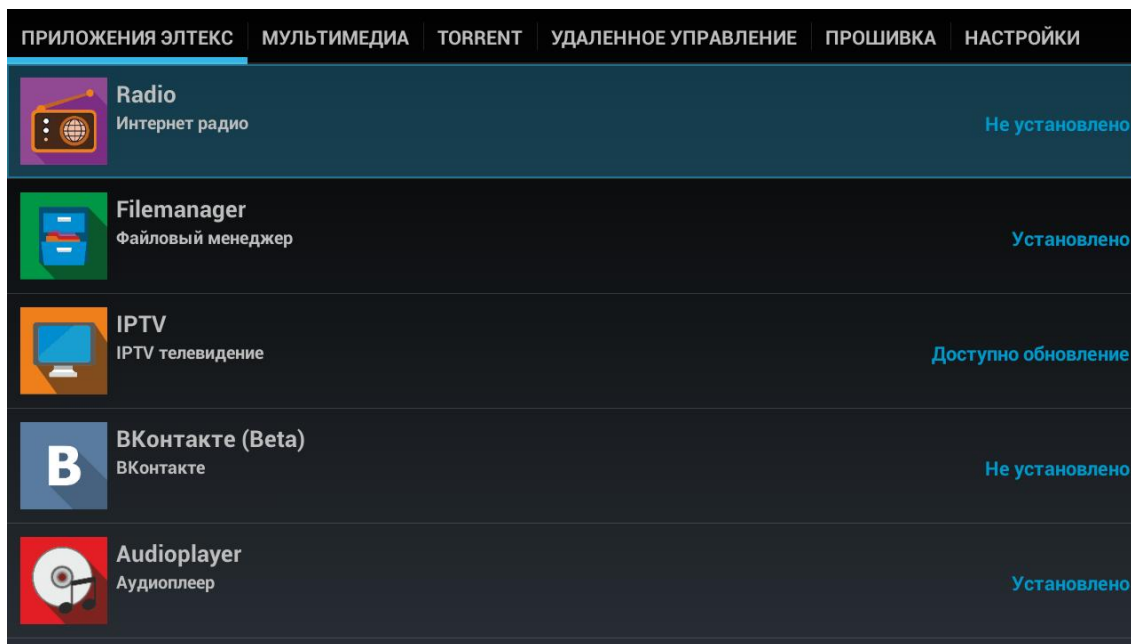 ПРИЛОЖЕНИЯ ЭЛТЕКС МУЛЬТИМЕДИА TORRENT УДАЛЕННОЕ УПРАВЛЕНИЕ ПРОШИВКА НАСТРОЙКИ
Radio
Интернет радио
Не установлено
Filemanager
Файловый менеджер
Установлено
IPTV
IPTV телевидение
Доступно обновление
В
ВКонтакте (Beta)
ВКонтакте
Не установлено
Audioplayer
Аудиоплеер
Установлено